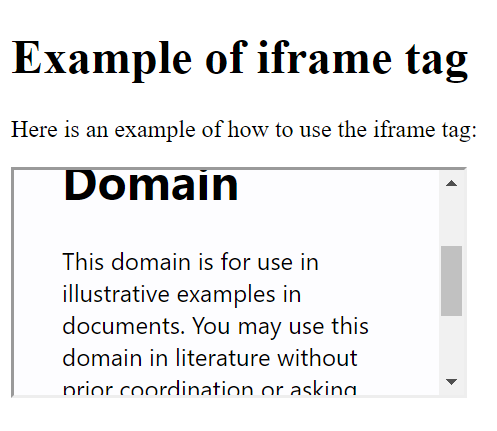 Example of iframe tag
Here is an example of how to use the iframe tag:
Domain
This domain is for use in
illustrative examples in
documents. You may use this
domain in literature without
prior coordination or asking